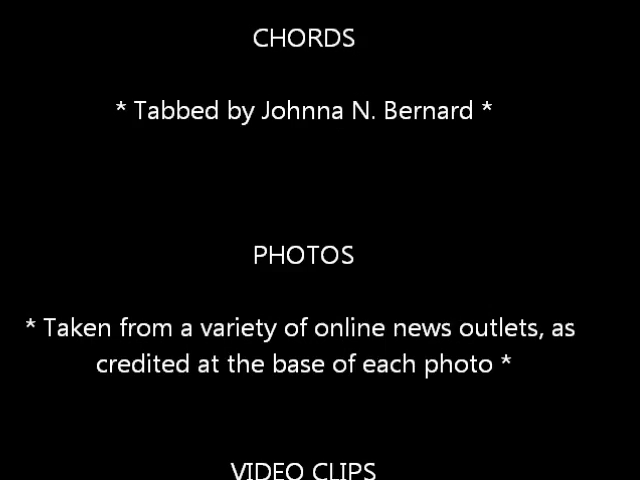 CHORDS
* Tabbed by Johnna N. Bernard *
PHOTOS
* Taken from a variety of online news outlets, as
credited at the base of each photo *
VIDEO CLIPS